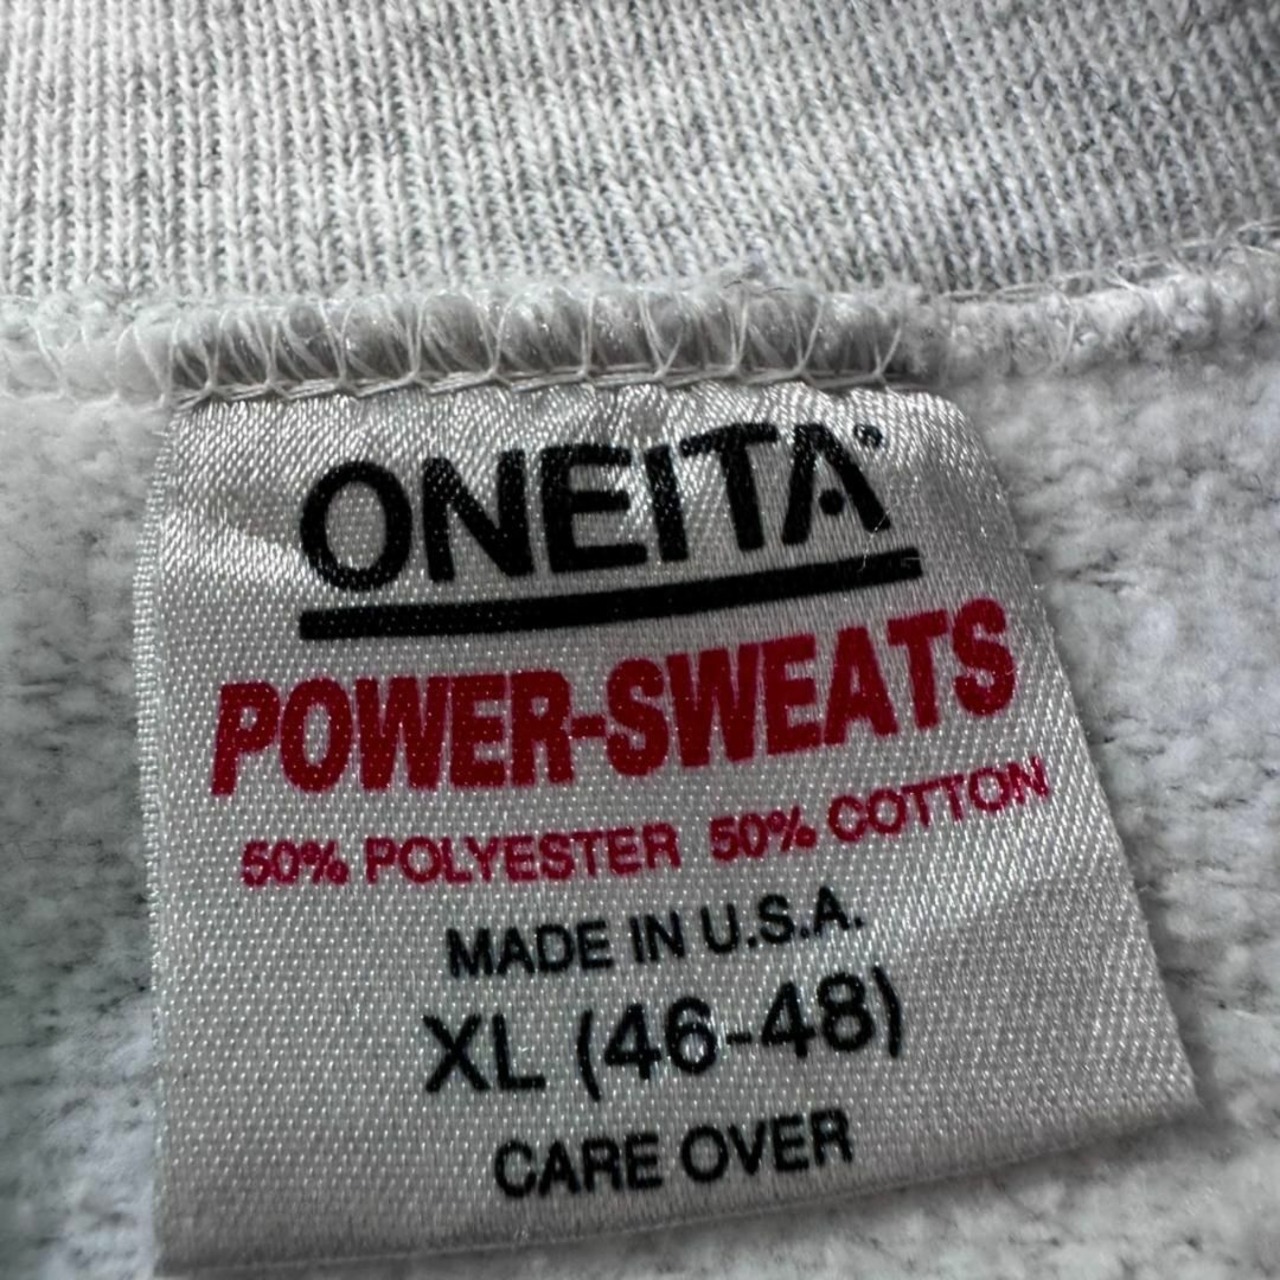 ONEITA®
POWER-SWEATS
50% POLYESTER 50% COTTON
MADE IN U.S.A.
XL (46-48)
CARE OVER